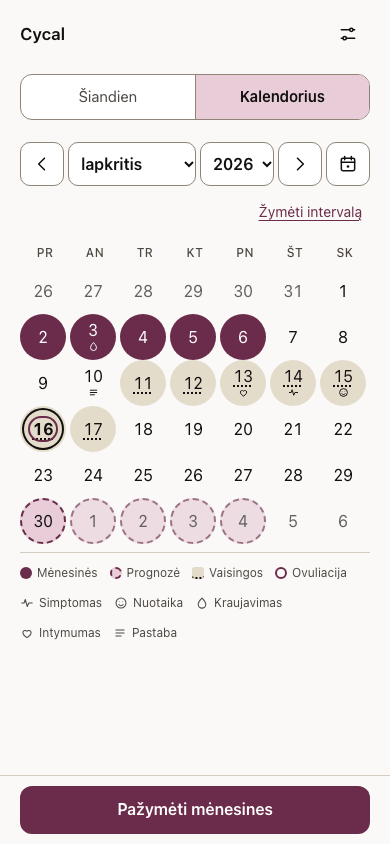 Cycal
Šiandien Kalendorius
lapkritis 2026
Žymėti intervalą
PR AN TR KT PN ŠT SK
26 27 28 29 30 31 1
2 3 4 5 6 7 8
9 10 11 12 13 14 15
16 17 18 19 20 21 22
23 24 25 26 27 28 29
30 1 2 3 4 5 6
Mėnesinės Prognozė Vaisingos Ovuliacija
Simptomas Nuotaika Kraujavimas
Intymumas Pastaba
Pažymėti mėnesines